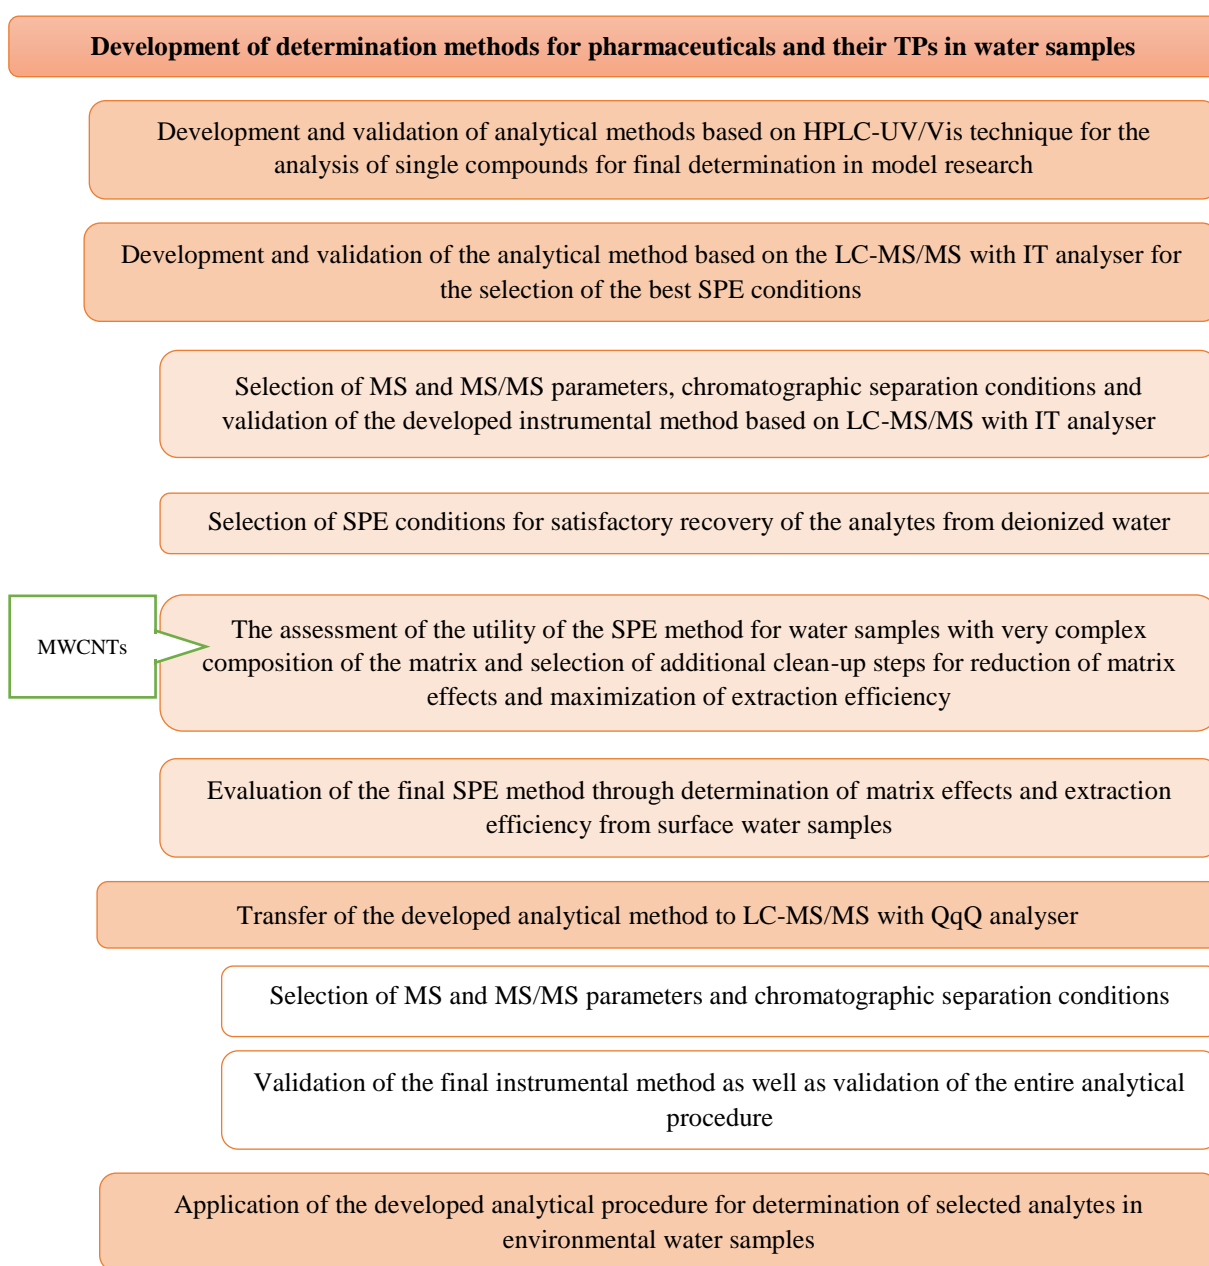 Development of determination methods for pharmaceuticals and their TPs in water samples
Development and validation of analytical methods based on HPLC-UV/Vis technique for the
analysis of single compounds for final determination in model research
Development and validation of the analytical method based on the LC-MS/MS with IT analyser for
the selection of the best SPE conditions
Selection of MS and MS/MS parameters, chromatographic separation conditions and
validation of the developed instrumental method based on LC-MS/MS with IT analyser
Selection of SPE conditions for satisfactory recovery of the analytes from deionized water
MWCNTs
The assessment of the utility of the SPE method for water samples with very complex
composition of the matrix and selection of additional clean-up steps for reduction of matrix
effects and maximization of extraction efficiency
Evaluation of the final SPE method through determination of matrix effects and extraction
efficiency from surface water samples
Transfer of the developed analytical method to LC-MS/MS with QqQ analyser
Selection of MS and MS/MS parameters and chromatographic separation conditions
Validation of the final instrumental method as well as validation of the entire analytical
procedure
Application of the developed analytical procedure for determination of selected analytes in
environmental water samples